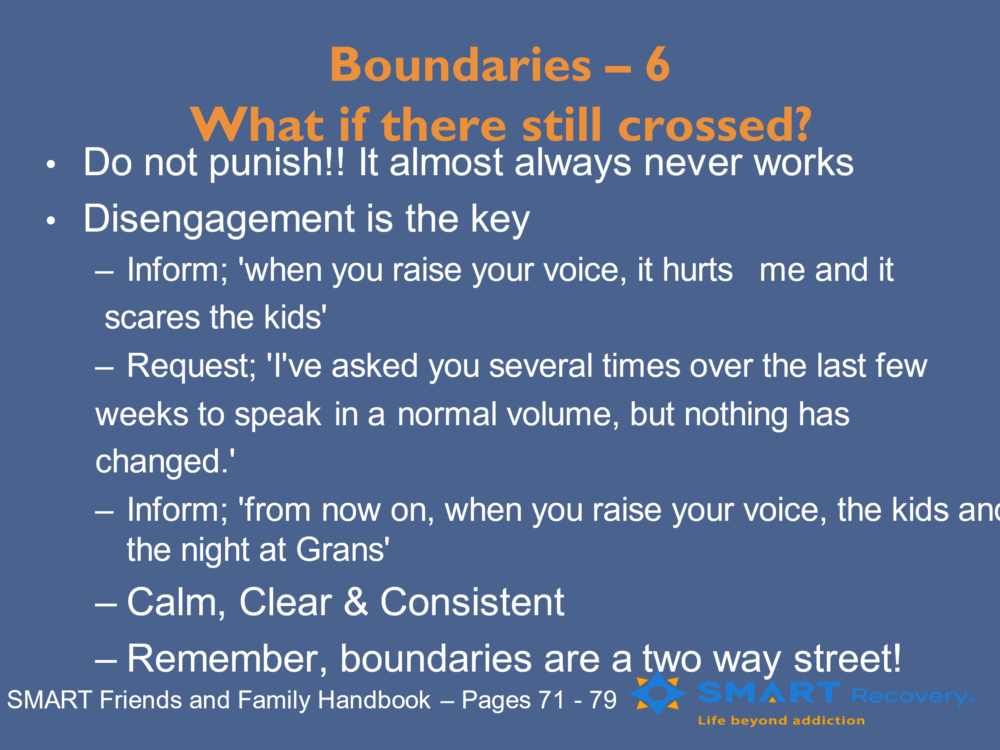 Boundaries – 6
What if there still crossed?
• Do not punish!! It almost always never works
• Disengagement is the key
– Inform; 'when you raise your voice, it hurts me and it
scares the kids'
– Request; 'I've asked you several times over the last few
weeks to speak in a normal volume, but nothing has
changed.'
– Inform; 'from now on, when you raise your voice, the kids and
the night at Grans'
– Calm, Clear & Consistent
– Remember, boundaries are a two way street!
SMART Friends and Family Handbook – Pages 71 - 79
SMART Recovery®
Life beyond addiction